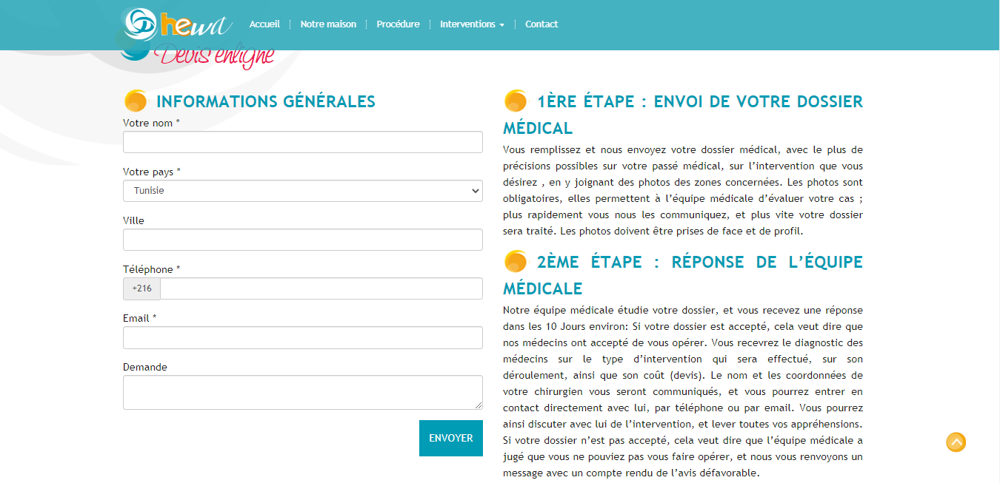 hewa
Accueil
Notre maison
Procédure
Interventions
Contact
Devis enligne
INFORMATIONS GÉNÉRALES
Votre nom *
Votre pays *
Tunisie
Ville
Téléphone *
+216
Email *
Demande
ENVOYER
1ÈRE ÉTAPE : ENVOI DE VOTRE DOSSIER
MÉDICAL
Vous remplissez et nous envoyez votre dossier médical, avec le plus de
précisions possibles sur votre passé médical, sur l’intervention que vous
désirez , en y joignant des photos des zones concernées. Les photos sont
obligatoires, elles permettent à l’équipe médicale d’évaluer votre cas ;
plus rapidement vous nous les communiquez, et plus vite votre dossier
sera traité. Les photos doivent être prises de face et de profil.
2ÈME ÉTAPE : RÉPONSE DE L’ÉQUIPE
MÉDICALE
Notre équipe médicale étudie votre dossier, et vous recevez une réponse
dans les 10 Jours environ: Si votre dossier est accepté, cela veut dire que
nos médecins ont accepté de vous opérer. Vous recevrez le diagnostic des
médecins sur le type d’intervention qui sera effectué, sur son
déroulement, ainsi que son coût (devis). Le nom et les coordonnées de
votre chirurgien vous seront communiqués, et vous pourrez entrer en
contact directement avec lui, par téléphone ou par email. Vous pourrez
ainsi discuter avec lui de l’intervention, et lever toutes vos appréhensions.
Si votre dossier n’est pas accepté, cela veut dire que l’équipe médicale a
jugé que vous ne pouviez pas vous faire opérer, et nous vous renvoyons un
message avec un compte rendu de l’avis défavorable.